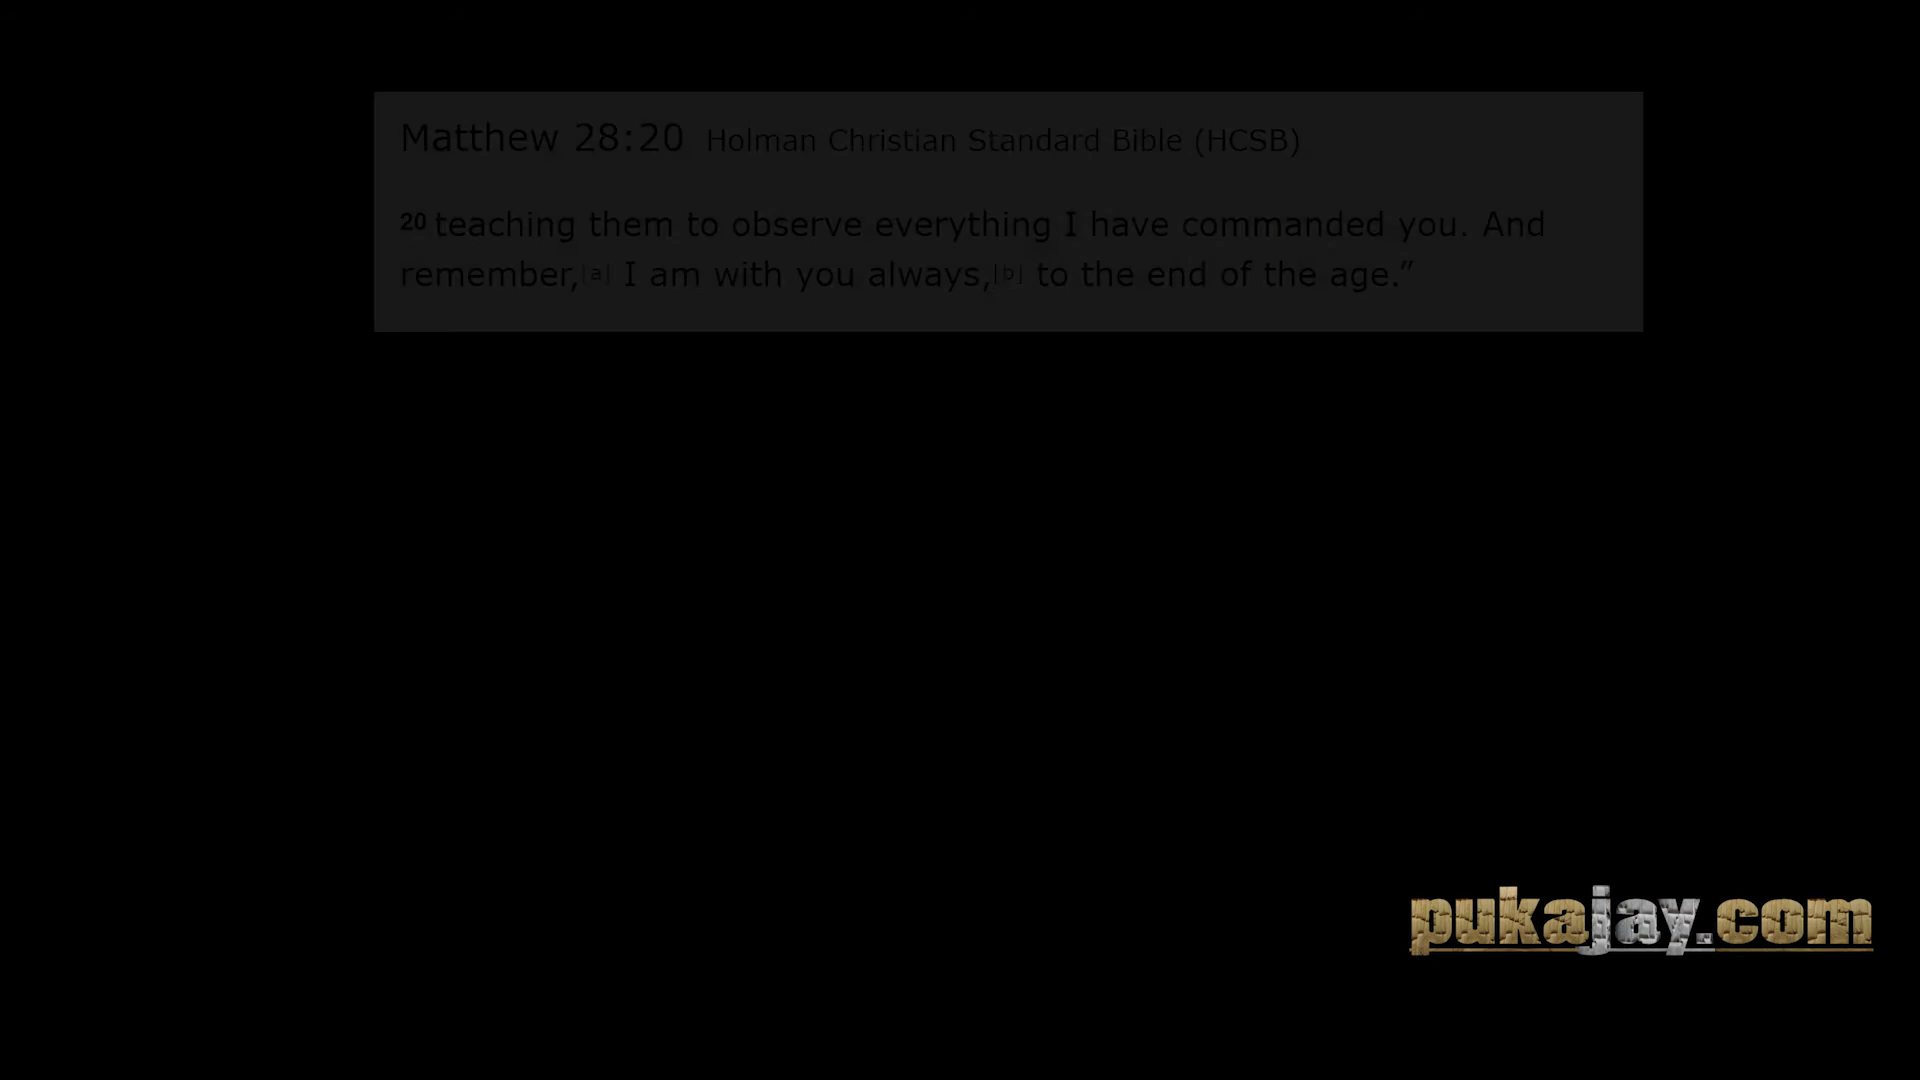 Matthew 28:20 Holman Christian Standard Bible (HCSB)
20 teaching them to observe everything I have commanded you. And
remember,[a] I am with you always,[b] to the end of the age.”
pukajay.com